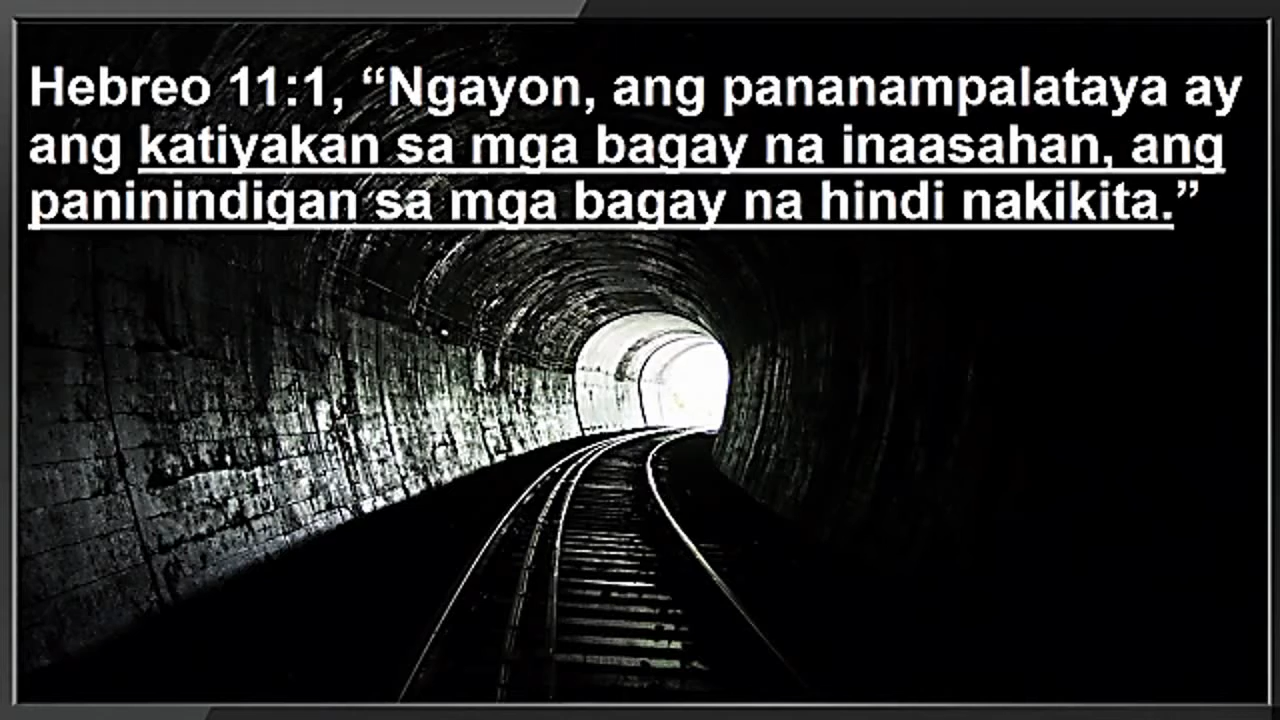 Hebreo 11:1, “Ngayon, ang pananampalataya ay
ang katiyakan sa mga bagay na inaasahan, ang
paninindigan sa mga bagay na hindi nakikita.”